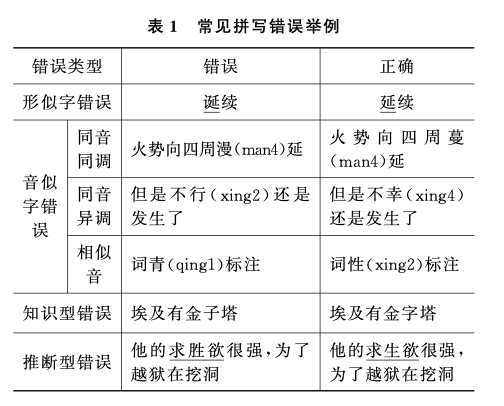 表 1 常见拼写错误举例
错误类型 错误 正确
形似字错误 诞续 延续
音似字错误
同音同调 火势向四周漫(man4)延 火势向四周蔓(man4)延
同音异调 但是不行(xing2)还是发生了 但是不幸(xing4)还是发生了
相似音 词青(qing1)标注 词性(xing2)标注
知识型错误 埃及有金子塔 埃及有金字塔
推断型错误 他的求胜欲很强,为了越狱在挖洞 他的求生欲很强,为了越狱在挖洞